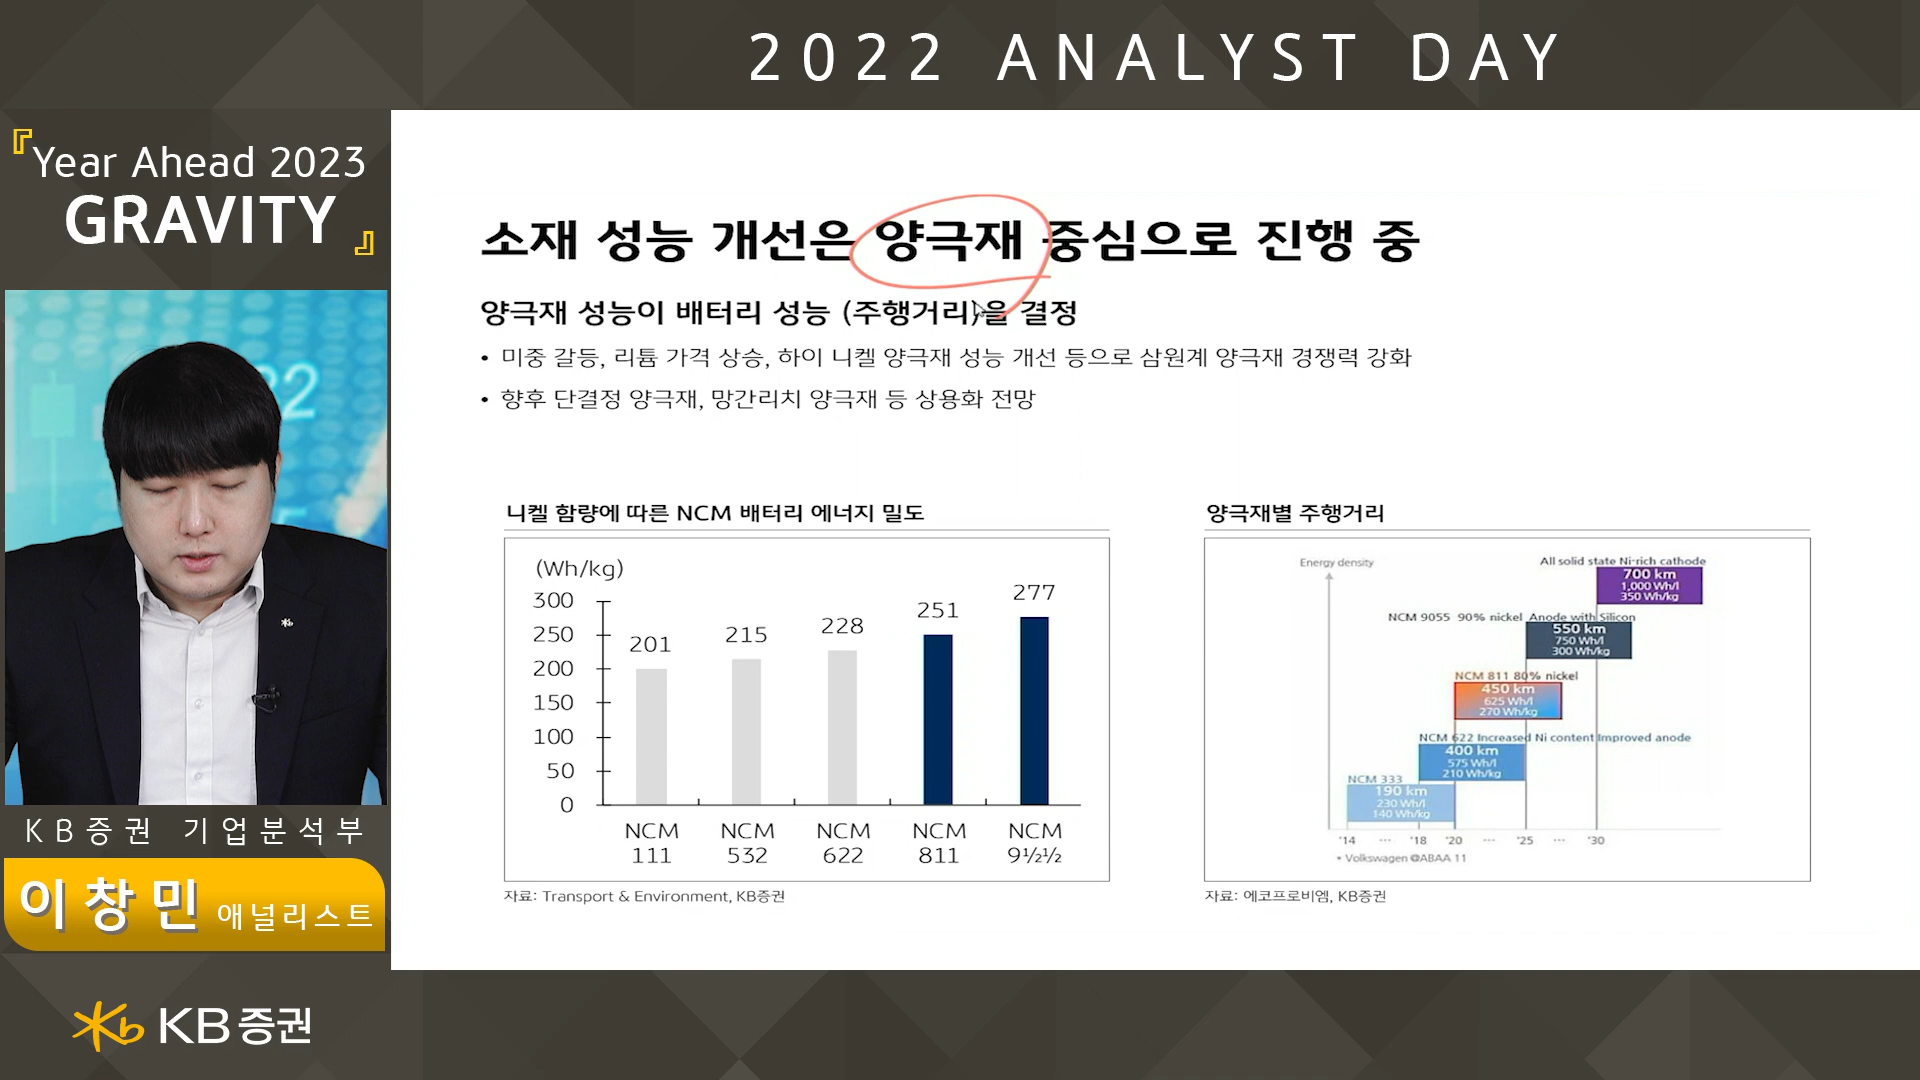 2022 ANALYST DAY
『Year Ahead 2023
GRAVITY』
소재 성능 개선은 양극재 중심으로 진행 중
양극재 성능이 배터리 성능 (주행거리)을 결정
• 미중 갈등, 리튬 가격 상승, 하이 니켈 양극재 성능 개선 등으로 삼원계 양극재 경쟁력 강화
• 향후 단결정 양극재, 망간리치 양극재 등 상용화 전망
니켈 함량에 따른 NCM 배터리 에너지 밀도
(Wh/kg)
300
250
200
150
100
50
0
201
215
228
251
277
NCM 111
NCM 532
NCM 622
NCM 811
NCM 9½½
자료: Transport & Environment, KB증권
양극재별 주행거리
Energy density
All solid state Ni-rich cathode
700 km
1,000 Wh/l
350 Wh/kg
NCM 9055 90% nickel Anode with Silicon
550 km
750 Wh/l
300 Wh/kg
NCM 811 80% nickel
450 km
625 Wh/l
270 Wh/kg
NCM 622 Increased Ni content Improved anode
400 km
575 Wh/l
210 Wh/kg
NCM 333
190 km
230 Wh/l
140 Wh/kg
'14 ... '18 '20 ... '25 ... '30
* Volkswagen @ABAA 11
자료: 에코프로비엠, KB증권
22
KB증권 기업분석부
이창민 애널리스트
KB증권